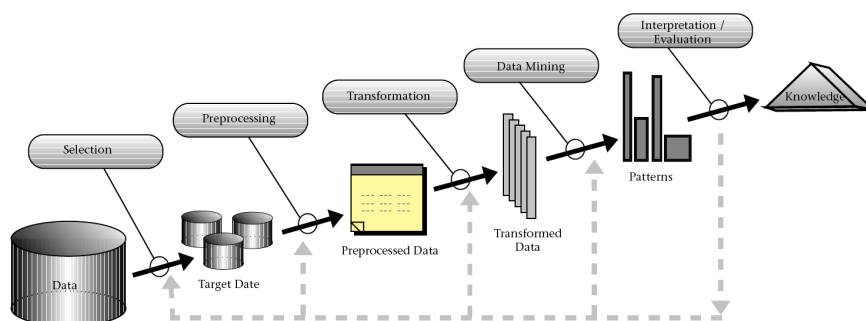 Interpretation /
Evaluation
Data Mining
Transformation
Preprocessing
Selection
Data
Target Date
Preprocessed Data
Transformed
Data
Patterns
Knowledge